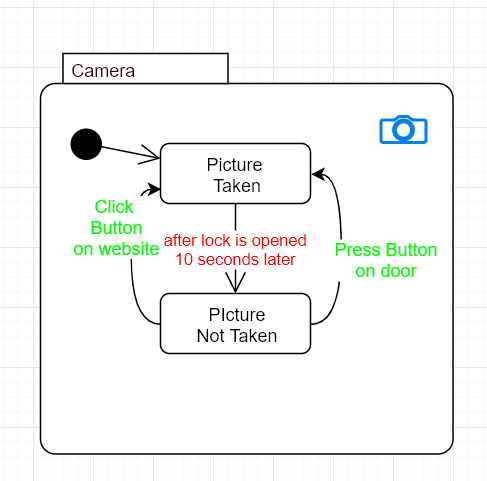 Camera
Picture
Taken
Click
Button
on website
after lock is opened
10 seconds later
Press Button
on door
PIcture
Not Taken